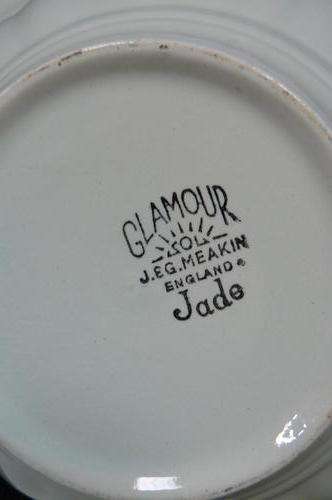 GLAMOUR
SOL
J.&G. MEAKIN
ENGLAND ®
Jade